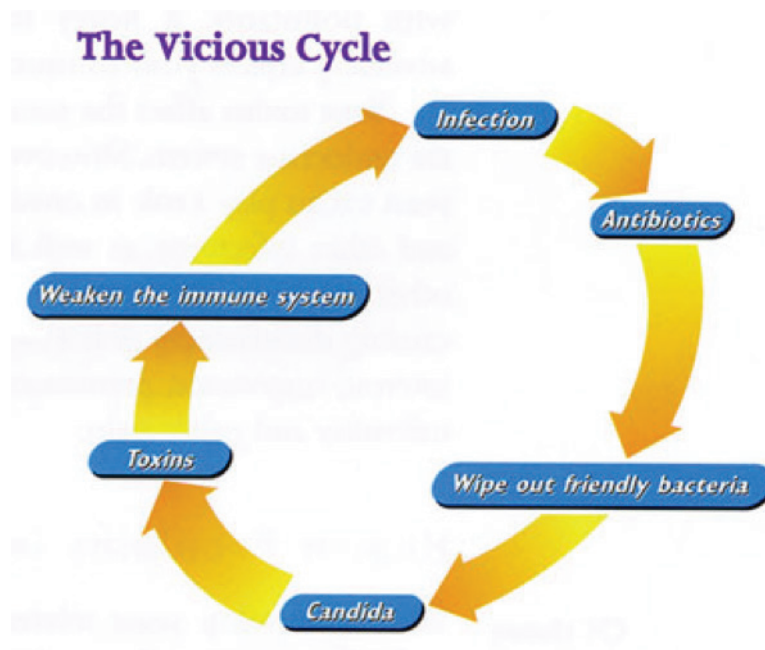 The Vicious Cycle
Infection
Antibiotics
Wipe out friendly bacteria
Candida
Toxins
Weaken the immune system